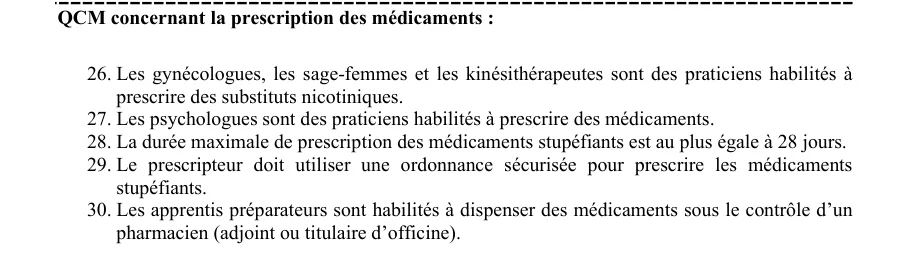 QCM concernant la prescription des médicaments :
26. Les gynécologues, les sage-femmes et les kinésithérapeutes sont des praticiens habilités à
prescrire des substituts nicotiniques.
27. Les psychologues sont des praticiens habilités à prescrire des médicaments.
28. La durée maximale de prescription des médicaments stupéfiants est au plus égale à 28 jours.
29. Le prescripteur doit utiliser une ordonnance sécurisée pour prescrire les médicaments
stupéfiants.
30. Les apprentis préparateurs sont habilités à dispenser des médicaments sous le contrôle d'un
pharmacien (adjoint ou titulaire d'officine).